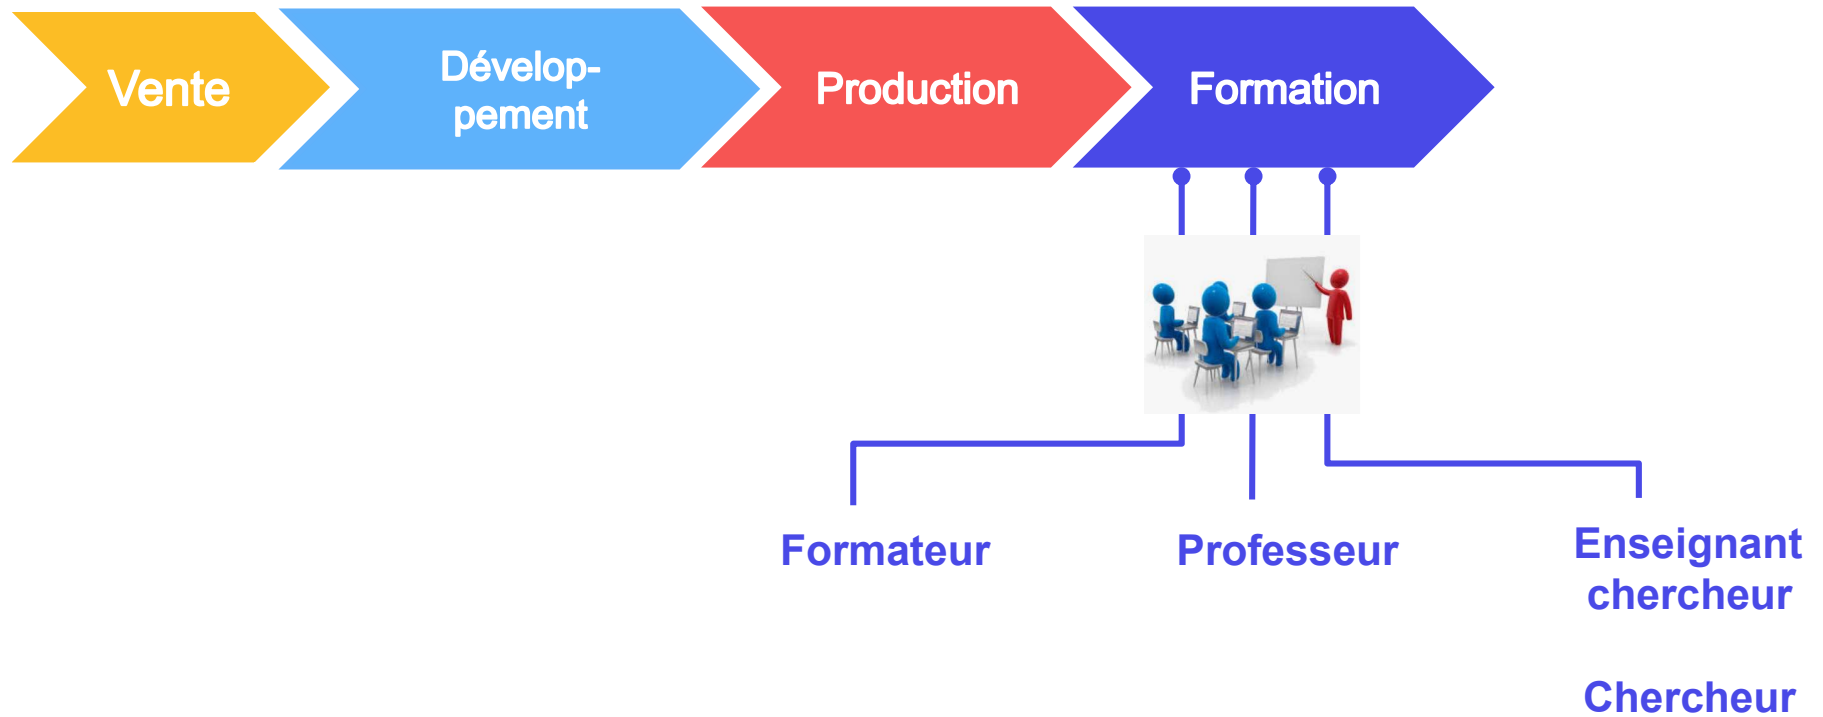 Vente
Dévelop-
pement
Production
Formation
Formateur
Professeur
Enseignant
chercheur
Chercheur